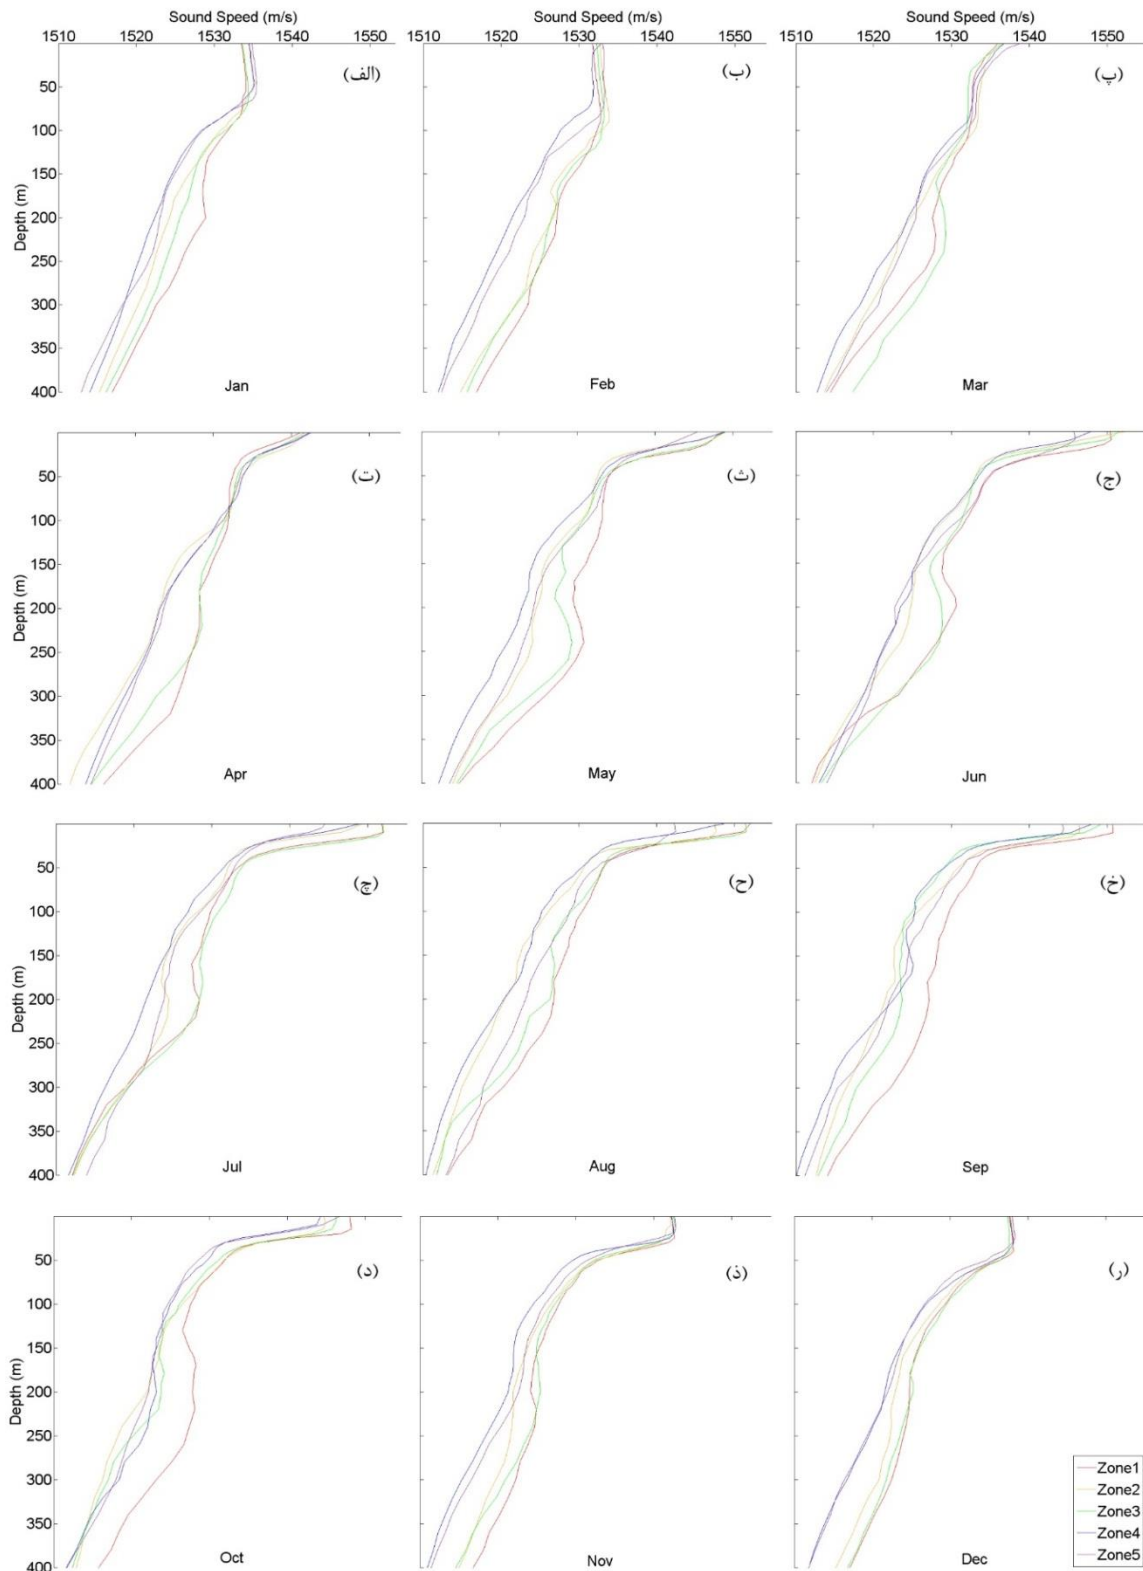 Sound Speed (m/s) Sound Speed (m/s) Sound Speed (m/s)
1510 1520 1530 1540 1550 1510 1520 1530 1540 1550 1510 1520 1530 1540 1550
(الف) (ب) (پ)
50
100
150
200
250
300
350
400
Depth (m)
Jan Feb Mar
(ت) (ث) (ج)
50
100
150
200
250
300
350
400
Depth (m)
Apr May Jun
(چ) (ح) (خ)
50
100
150
200
250
300
350
400
Depth (m)
Jul Aug Sep
(د) (ذ) (ر)
50
100
150
200
250
300
350
400
Depth (m)
Oct Nov Dec
Zone1
Zone2
Zone3
Zone4
Zone5